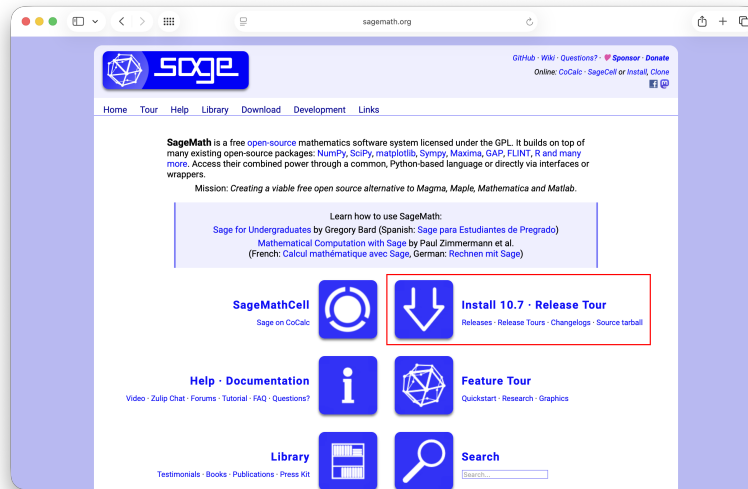 sagemath.org
sage
GitHub · Wiki · Questions? · Sponsor · Donate
Online: CoCalc · SageCell or Install, Clone
Home Tour Help Library Download Development Links
SageMath is a free open-source mathematics software system licensed under the GPL. It builds on top of
many existing open-source packages: NumPy, SciPy, matplotlib, Sympy, Maxima, GAP, FLINT, R and many
more. Access their combined power through a common, Python-based language or directly via interfaces or
wrappers.
Mission: Creating a viable free open source alternative to Magma, Maple, Mathematica and Matlab.
Learn how to use SageMath:
Sage for Undergraduates by Gregory Bard (Spanish: Sage para Estudiantes de Pregrado)
Mathematical Computation with Sage by Paul Zimmermann et al.
(French: Calcul mathématique avec Sage, German: Rechnen mit Sage)
SageMathCell
Sage on CoCalc
Install 10.7 · Release Tour
Releases · Release Tours · Changelogs · Source tarball
Help · Documentation
Video · Zulip Chat · Forums · Tutorial · FAQ · Questions?
Feature Tour
Quickstart · Research · Graphics
Library
Testimonials · Books · Publications · Press Kit
Search
Search...